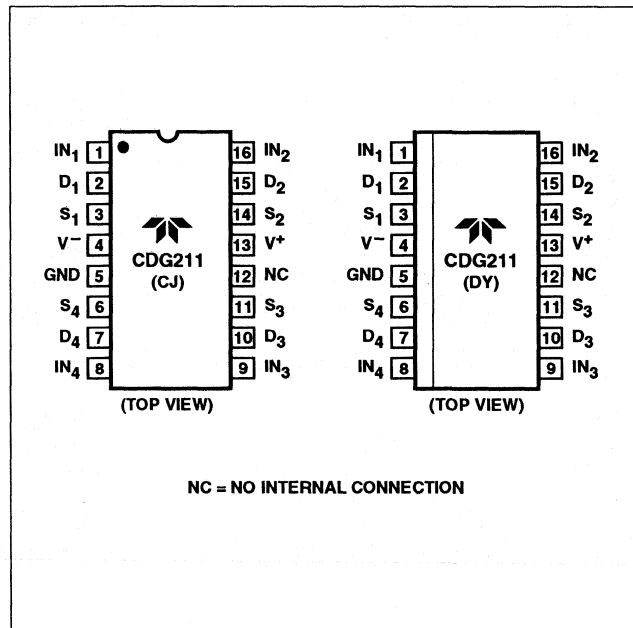 IN1 1 16 IN2 IN1 1 16 IN2
D1 2 15 D2 D1 2 15 D2
S1 3 14 S2 S1 3 14 S2
V− 4 13 V+ V− 4 13 V+
CDG211 CDG211
GND 5 12 NC GND 5 12 NC
(CJ) (DY)
S4 6 11 S3 S4 6 11 S3
D4 7 10 D3 D4 7 10 D3
IN4 8 9 IN3 IN4 8 9 IN3
(TOP VIEW) (TOP VIEW)
NC = NO INTERNAL CONNECTION